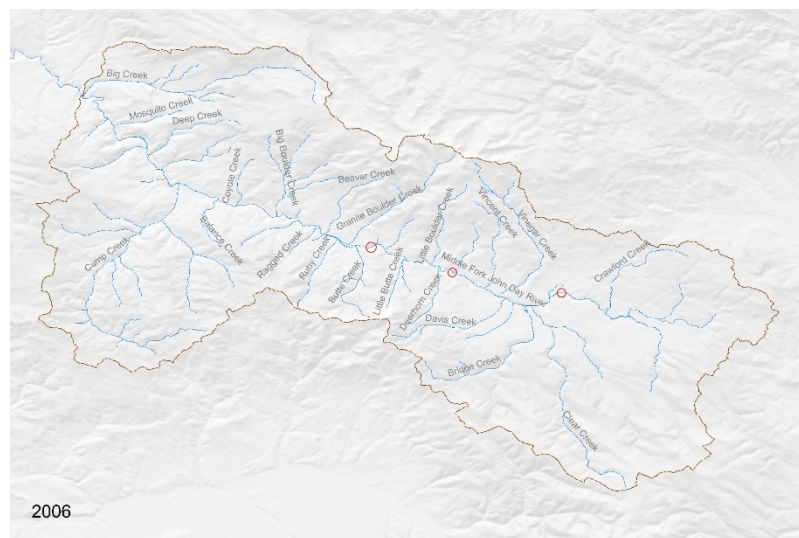 Big Creek
Mosquito Creek
Deep Creek
Big Boulder Creek
Coyote Creek
Beaver Creek
Granite Boulder Creek
Little Boulder Creek
Vincent Creek
Vinegar Creek
Balance Creek
Camp Creek
Ragged Creek
Ruby Creek
Butte Creek
Little Butte Creek
Deerhorn Creek
Middle Fork John Day River
Crawford Creek
Davis Creek
Bridge Creek
Clear Creek
2006